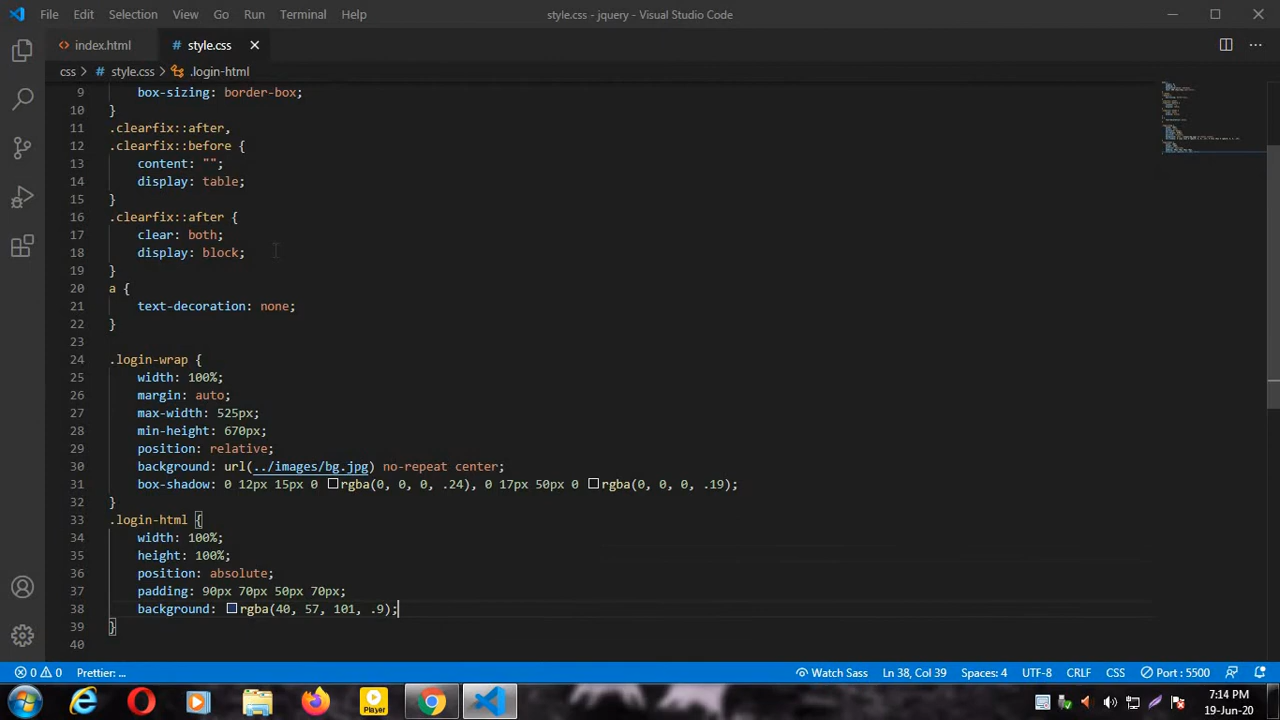 File Edit Selection View Go Run Terminal Help style.css - jquery - Visual Studio Code
index.html style.css
css > style.css > .login-html
9 box-sizing: border-box;
10 }
11 .clearfix::after,
12 .clearfix::before {
13 content: "";
14 display: table;
15 }
16 .clearfix::after {
17 clear: both;
18 display: block;
19 }
20 a {
21 text-decoration: none;
22 }
23
24 .login-wrap {
25 width: 100%;
26 margin: auto;
27 max-width: 525px;
28 min-height: 670px;
29 position: relative;
30 background: url(../images/bg.jpg) no-repeat center;
31 box-shadow: 0 12px 15px 0 rgba(0, 0, 0, .24), 0 17px 50px 0 rgba(0, 0, 0, .19);
32 }
33 .login-html {
34 width: 100%;
35 height: 100%;
36 position: absolute;
37 padding: 90px 70px 50px 70px;
38 background: rgba(40, 57, 101, .9);
39 }
40
0 0 Prettier: ... Watch Sass Ln 38, Col 39 Spaces: 4 UTF-8 CRLF CSS Port : 5500
Player
7:14 PM
19-Jun-20